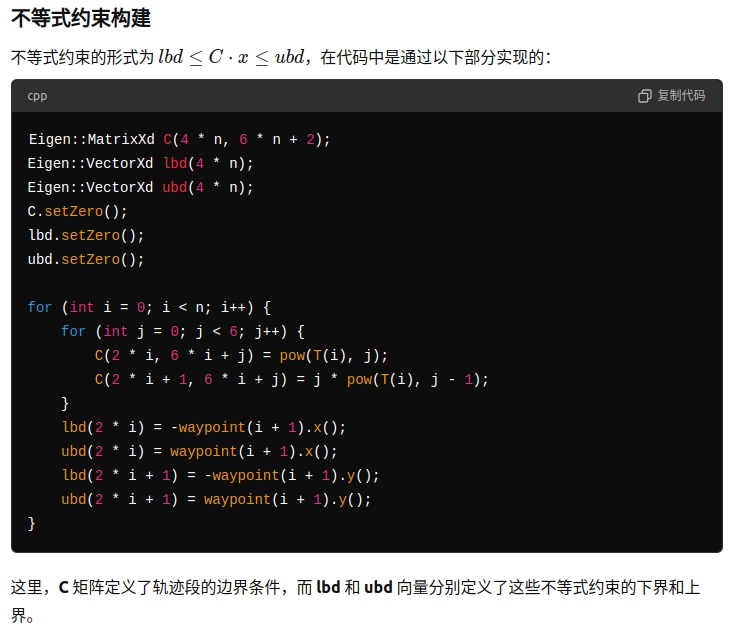 不等式约束构建
不等式约束的形式为 lbd ≤ C · x ≤ ubd，在代码中是通过以下部分实现的：
cpp
复制代码
Eigen::MatrixXd C(4 * n, 6 * n + 2);
Eigen::VectorXd lbd(4 * n);
Eigen::VectorXd ubd(4 * n);
C.setZero();
lbd.setZero();
ubd.setZero();

for (int i = 0; i < n; i++) {
    for (int j = 0; j < 6; j++) {
        C(2 * i, 6 * i + j) = pow(T(i), j);
        C(2 * i + 1, 6 * i + j) = j * pow(T(i), j - 1);
    }
    lbd(2 * i) = -waypoint(i + 1).x();
    ubd(2 * i) = waypoint(i + 1).x();
    lbd(2 * i + 1) = -waypoint(i + 1).y();
    ubd(2 * i + 1) = waypoint(i + 1).y();
}
这里，C 矩阵定义了轨迹段的边界条件，而 lbd 和 ubd 向量分别定义了这些不等式约束的下界和上
界。